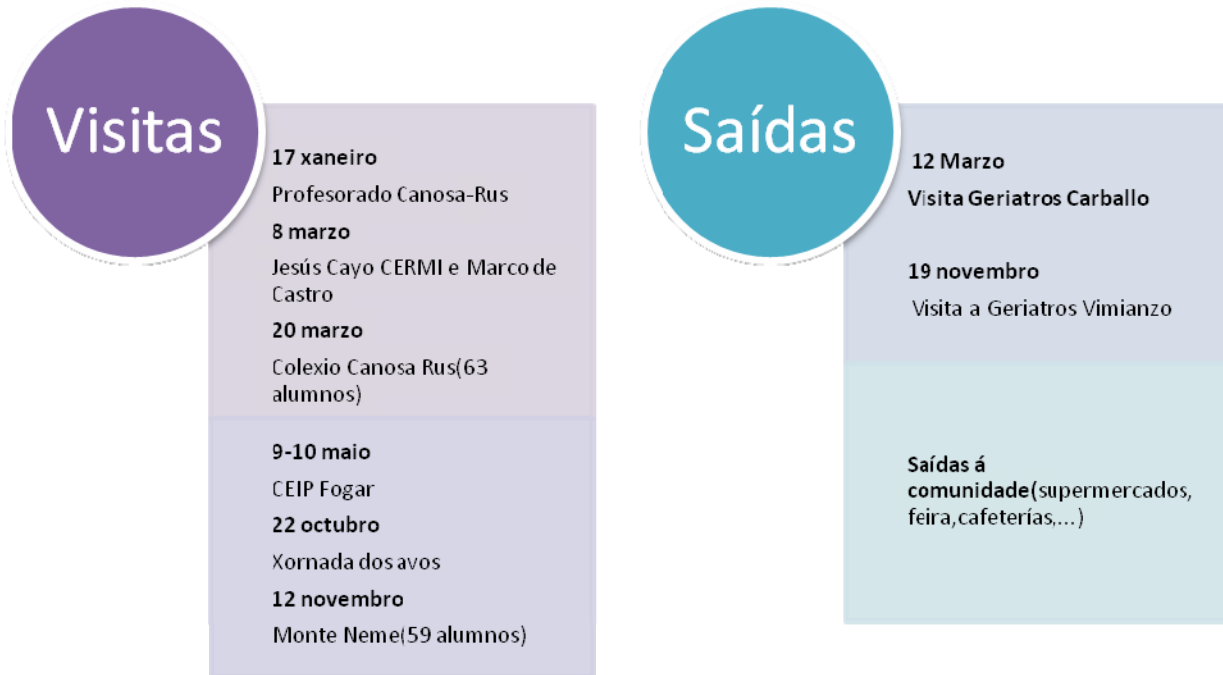 Visitas
17 xaneiro
Profesorado Canosa-Rus
8 marzo
Jesús Cayo CERMI e Marco de
Castro
20 marzo
Colexio Canosa Rus(63
alumnos)
9-10 maio
CEIP Fogar
22 octubro
Xornada dos avos
12 novembro
Monte Neme(59 alumnos)
Saídas
12 Marzo
Visita Geriatros Carballo
19 novembro
Visita a Geriatros Vimianzo
Saídas á
comunidade(supermercados,
feira,cafeterías,...)